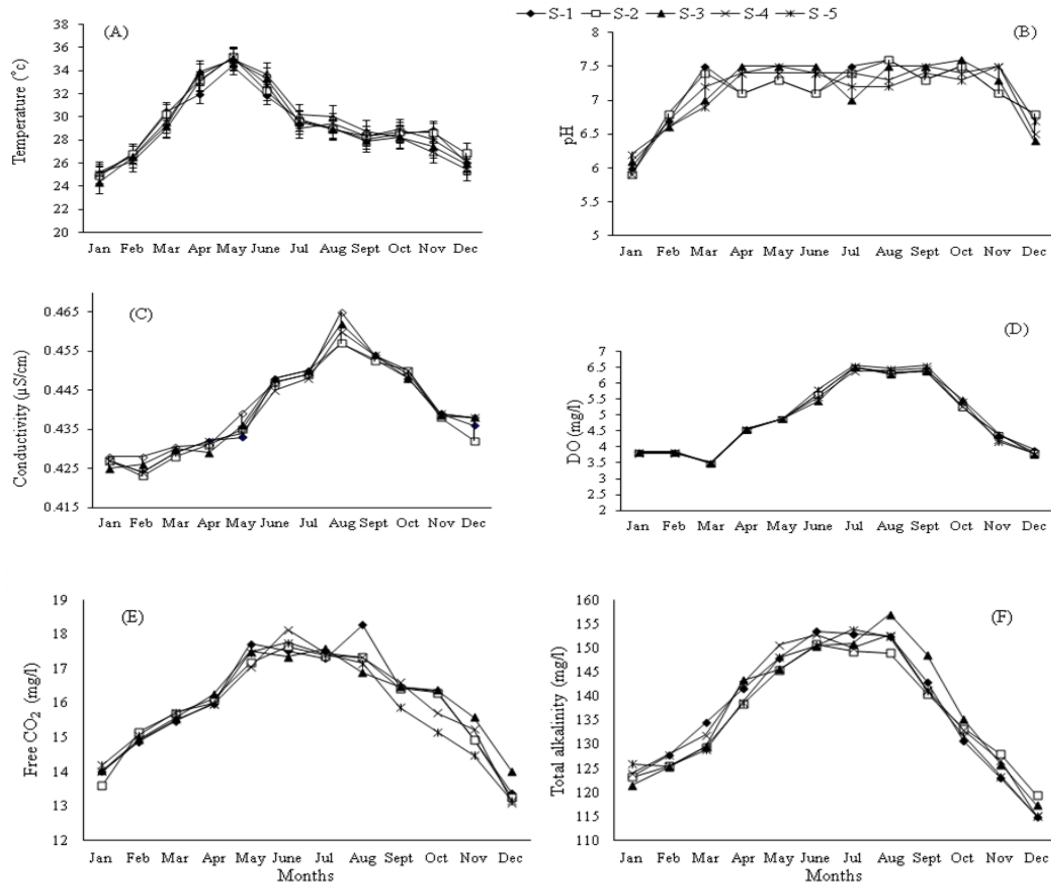 S-1 S-2 S-3 S-4 S-5
(A)
Temperature (°c)
38
36
34
32
30
28
26
24
22
20
Jan Feb Mar Apr May June Jul Aug Sept Oct Nov Dec
(B)
pH
8
7.5
7
6.5
6
5.5
5
Jan Feb Mar Apr May June Jul Aug Sept Oct Nov Dec
(C)
Conductivity (µS/cm)
0.465
0.455
0.445
0.435
0.425
0.415
Jan Feb Mar Apr May June Jul Aug Sept Oct Nov Dec
(D)
DO (mg/l)
7
6.5
6
5.5
5
4.5
4
3.5
3
2.5
2
Jan Feb Mar Apr May June Jul Aug Sept Oct Nov Dec
(E)
Free CO2 (mg/l)
19
18
17
16
15
14
13
12
Jan Feb Mar Apr May June Jul Aug Sept Oct Nov Dec
Months
(F)
Total alkalinity (mg/l)
160
155
150
145
140
135
130
125
120
115
110
Jan Feb Mar Apr May June Jul Aug Sept Oct Nov Dec
Months